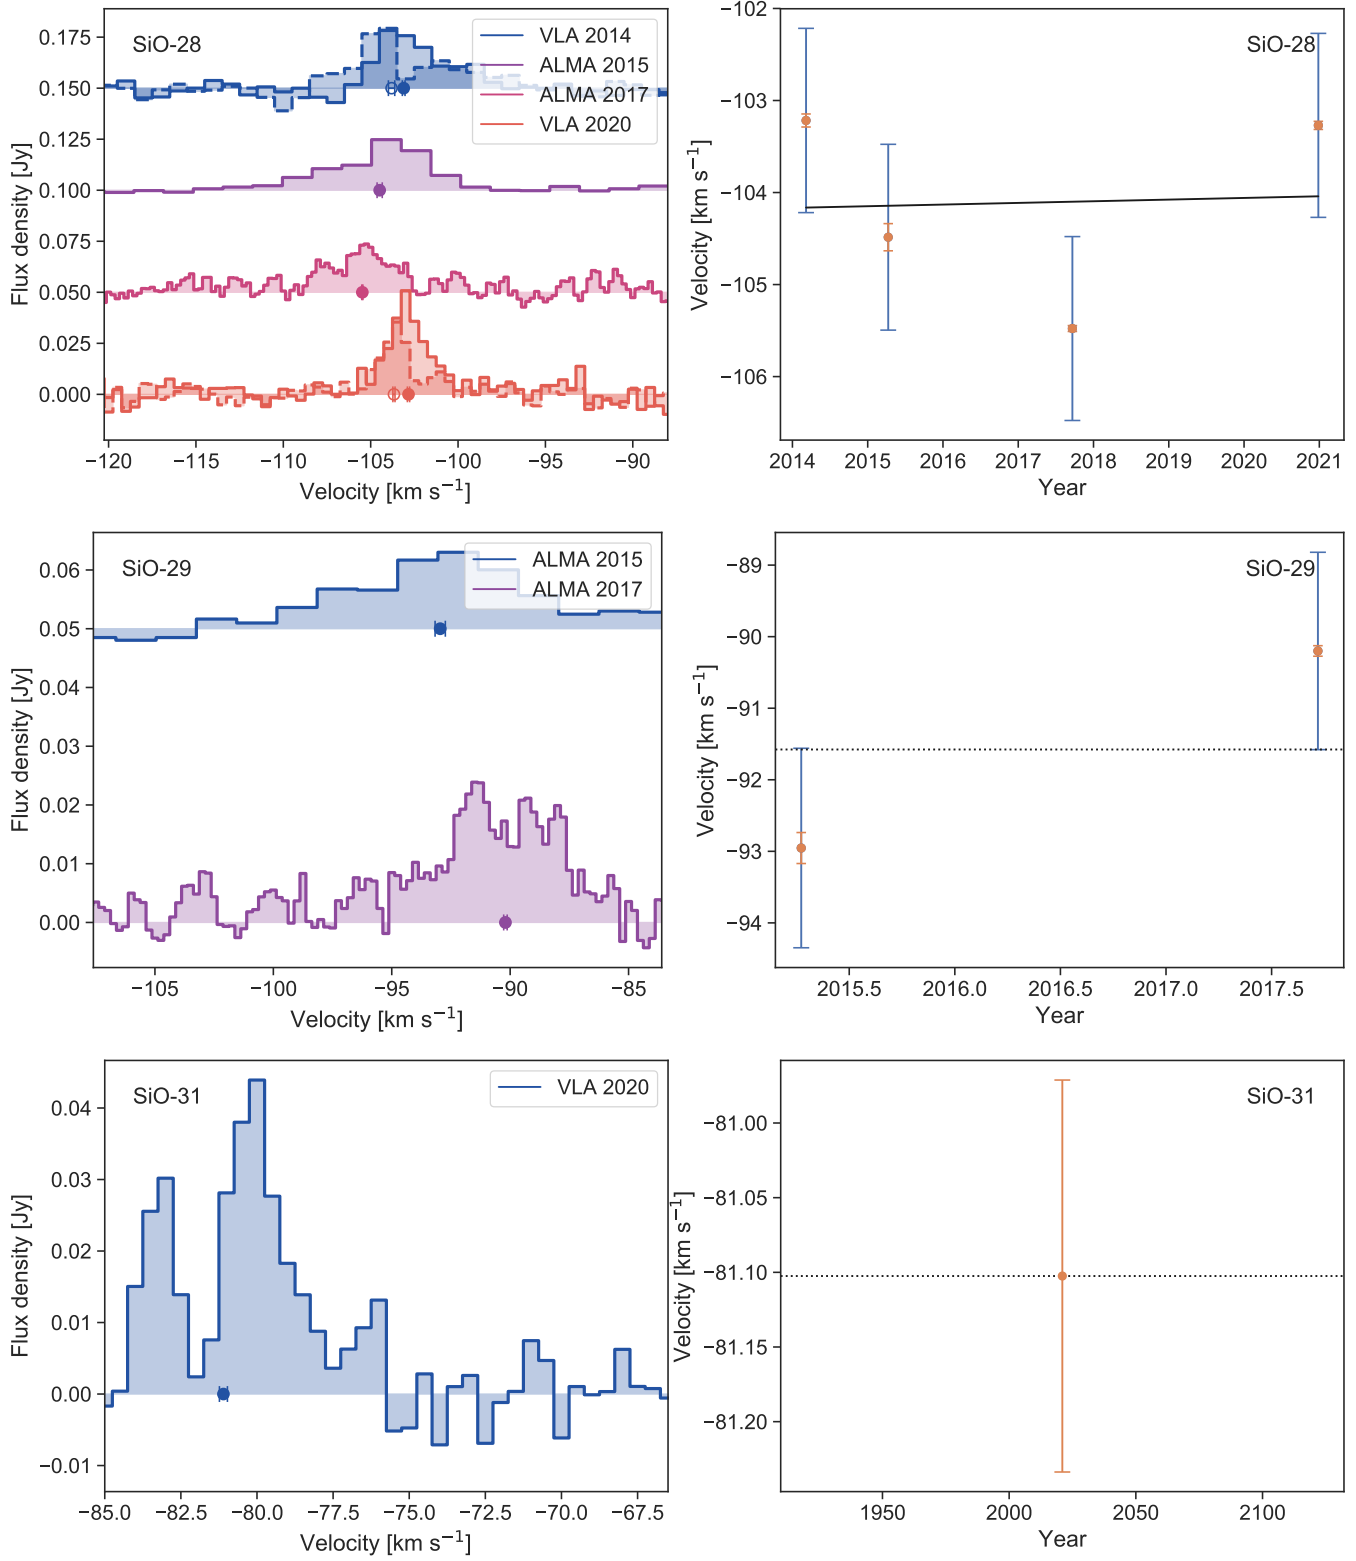 SiO-28
VLA 2014
ALMA 2015
ALMA 2017
VLA 2020
0.175
0.150
0.125
0.100
0.075
0.050
0.025
0.000
Flux density [Jy]
−120 −115 −110 −105 −100 −95 −90
Velocity [km s⁻¹]
SiO-28
−102
−103
−104
−105
−106
Velocity [km s⁻¹]
2014 2015 2016 2017 2018 2019 2020 2021
Year
SiO-29
ALMA 2015
ALMA 2017
0.06
0.05
0.04
0.03
0.02
0.01
0.00
Flux density [Jy]
−105 −100 −95 −90 −85
Velocity [km s⁻¹]
SiO-29
−89
−90
−91
−92
−93
−94
Velocity [km s⁻¹]
2015.5 2016.0 2016.5 2017.0 2017.5
Year
SiO-31
VLA 2020
0.04
0.03
0.02
0.01
0.00
−0.01
Flux density [Jy]
−85.0 −82.5 −80.0 −77.5 −75.0 −72.5 −70.0 −67.5
Velocity [km s⁻¹]
SiO-31
−81.00
−81.05
−81.10
−81.15
−81.20
Velocity [km s⁻¹]
1950 2000 2050 2100
Year